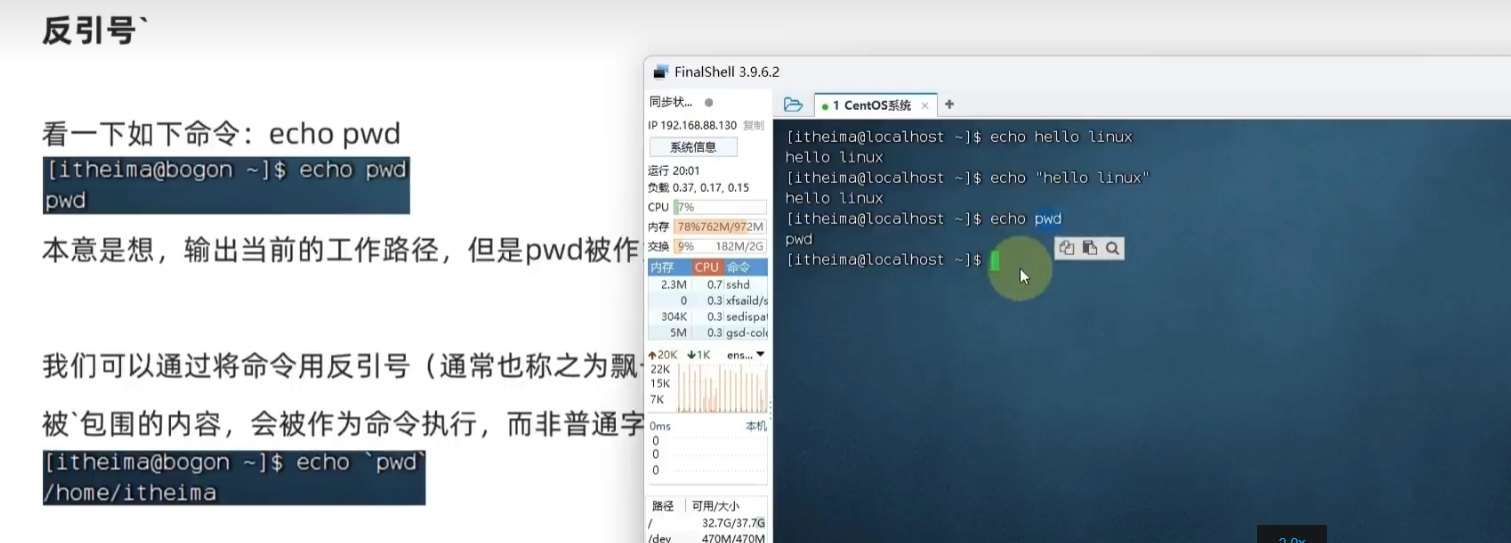 反引号`
看一下如下命令：echo pwd
[itheima@bogon ~]$ echo pwd
pwd
本意是想，输出当前的工作路径，但是pwd被作
我们可以通过将命令用反引号（通常也称之为飘
被`包围的内容，会被作为命令执行，而非普通字
[itheima@bogon ~]$ echo `pwd`
/home/itheima
FinalShell 3.9.6.2
同步状...
IP 192.168.88.130 复制
系统信息
运行 20:01
负载 0.37, 0.17, 0.15
CPU 7%
内存 78% 762M/972M
交换 9% 182M/2G
内存 CPU 命令
2.3M 0.7 sshd
0 0.3 xfsaild/s
304K 0.3 sedispat
5M 0.3 gsd-colo
20K 1K ens...
22K
15K
7K
0ms 本机
0
0
0
路径 可用/大小
/ 32.7G/37.7G
/dev 470M/470M
1 CentOS系统
[itheima@localhost ~]$ echo hello linux
hello linux
[itheima@localhost ~]$ echo "hello linux"
hello linux
[itheima@localhost ~]$ echo pwd
pwd
[itheima@localhost ~]$
2.0x